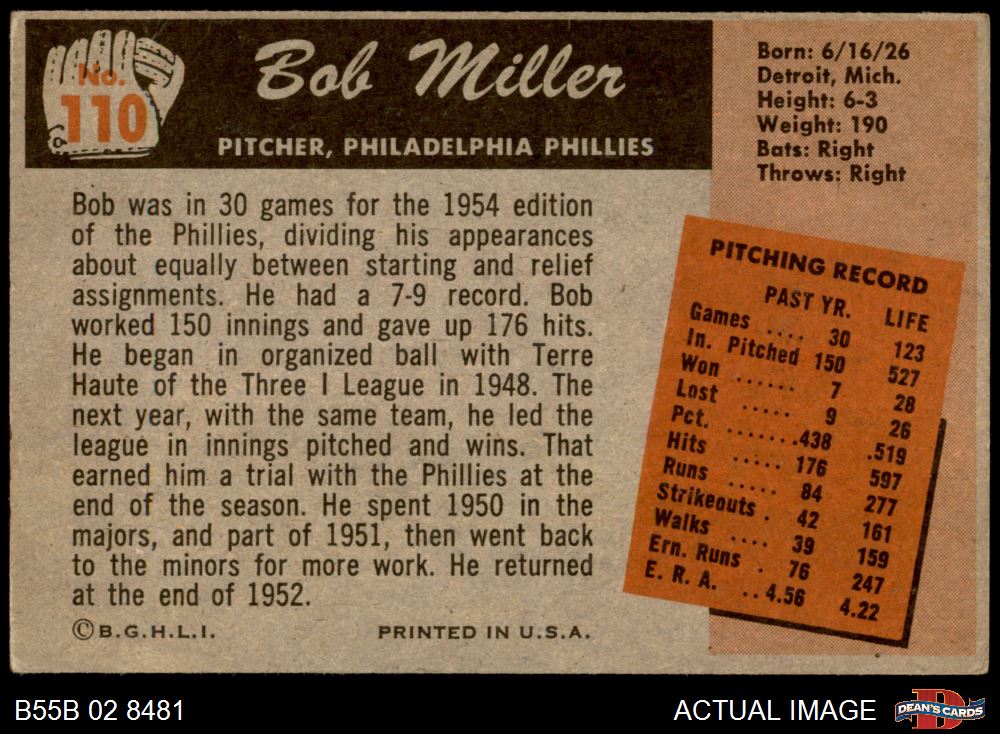 No.
110
Bob Miller
PITCHER, PHILADELPHIA PHILLIES
Born: 6/16/26
Detroit, Mich.
Height: 6-3
Weight: 190
Bats: Right
Throws: Right
Bob was in 30 games for the 1954 edition
of the Phillies, dividing his appearances
about equally between starting and relief
assignments. He had a 7-9 record. Bob
worked 150 innings and gave up 176 hits.
He began in organized ball with Terre
Haute of the Three I League in 1948. The
next year, with the same team, he led the
league in innings pitched and wins. That
earned him a trial with the Phillies at the
end of the season. He spent 1950 in the
majors, and part of 1951, then went back
to the minors for more work. He returned
at the end of 1952.
©B.G.H.L.I. PRINTED IN U.S.A.
PITCHING RECORD
PAST YR. LIFE
Games .... 30 123
In. Pitched 150 527
Won ...... 7 28
Lost ..... 9 26
Pct. .......438 .519
Hits ..... 176 597
Runs ..... 84 277
Strikeouts . 42 161
Walks .... 39 159
Ern. Runs . 76 247
E. R. A. ..4.56 4.22
B55B 02 8481
ACTUAL IMAGE
D
DEAN'S CARDS